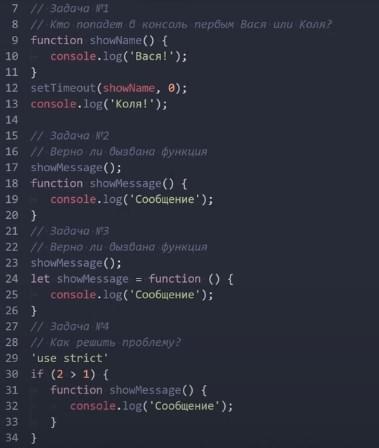 7 // Задача №1
8 // Кто попадет в консоль первым Вася или Коля?
9 function showName() {
10 console.log('Вася!');
11 }
12 setTimeout(showName, 0);
13 console.log('Коля!');
14
15 // Задача №2
16 // Верно ли вызвана функция
17 showMessage();
18 function showMessage() {
19 console.log('Сообщение');
20 }
21 // Задача №3
22 // Верно ли вызвана функция
23 showMessage();
24 let showMessage = function () {
25 console.log('Сообщение');
26 }
27 // Задача №4
28 // Как решить проблему?
29 'use strict'
30 if (2 > 1) {
31 function showMessage() {
32 console.log('Сообщение');
33 }
34 }